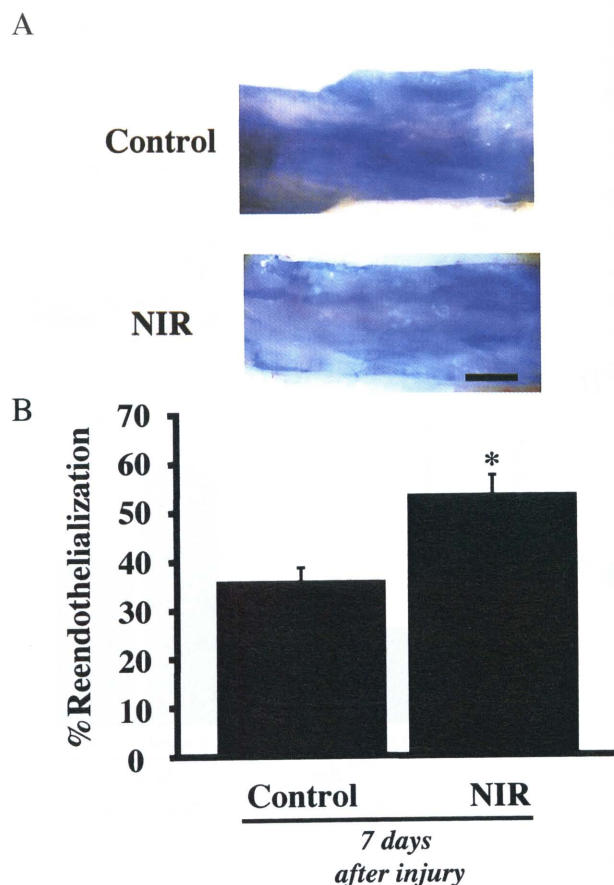 A
Control
NIR
B
70
60
50
40
30
20
10
0
% Reendothelialization
*
Control NIR
7 days
after injury